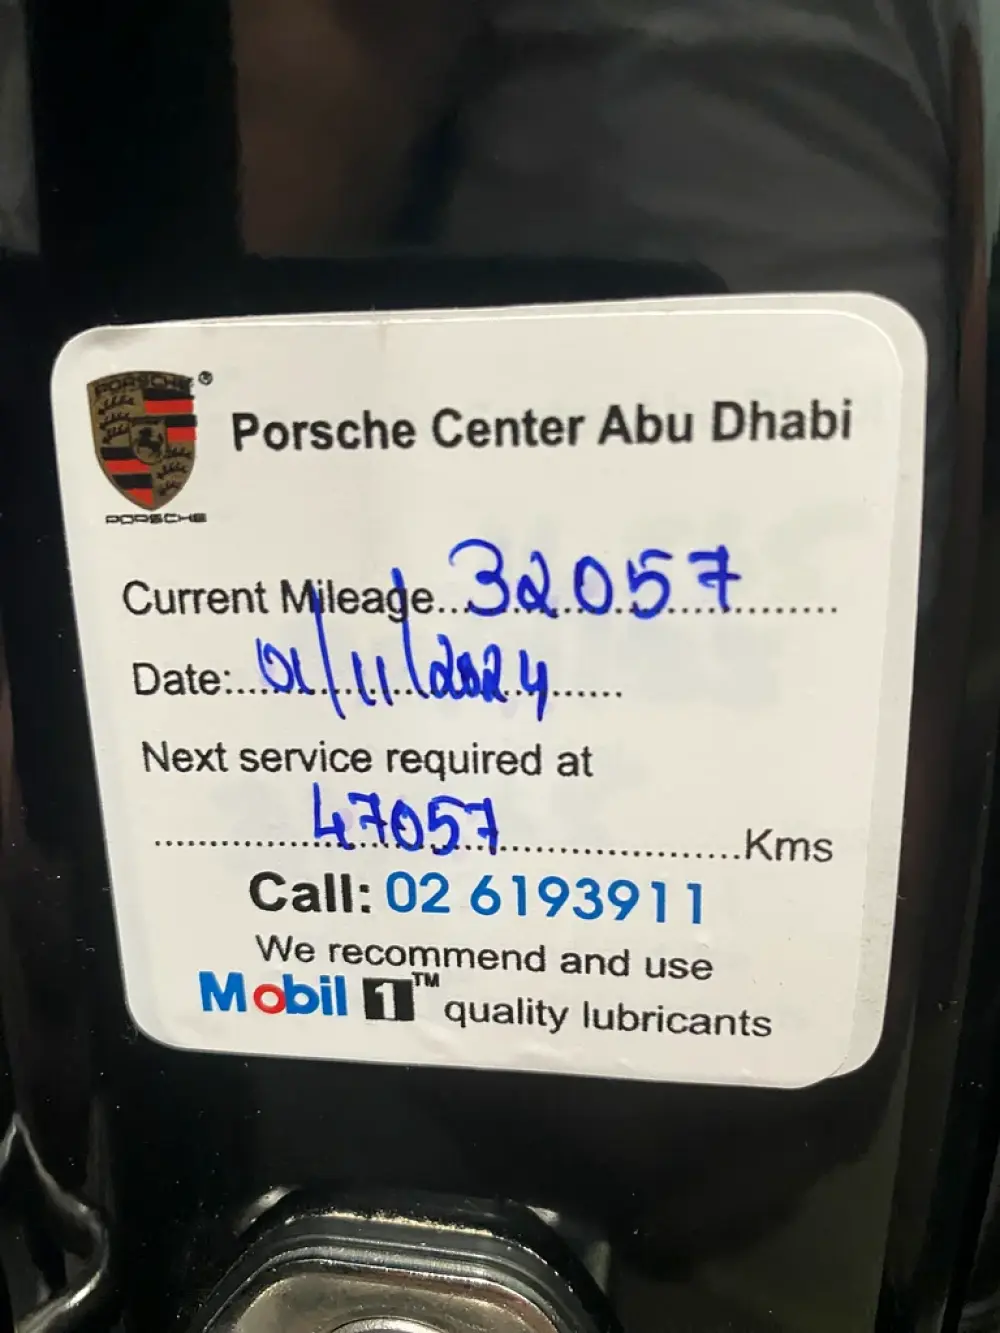 PORSCHE ®
Porsche Center Abu Dhabi
PORSCHE
Current Mileage...32057..........
Date:....01/11/2024......
Next service required at
..............47057......................Kms
Call: 02 6193911
We recommend and use
Mobil 1™ quality lubricants